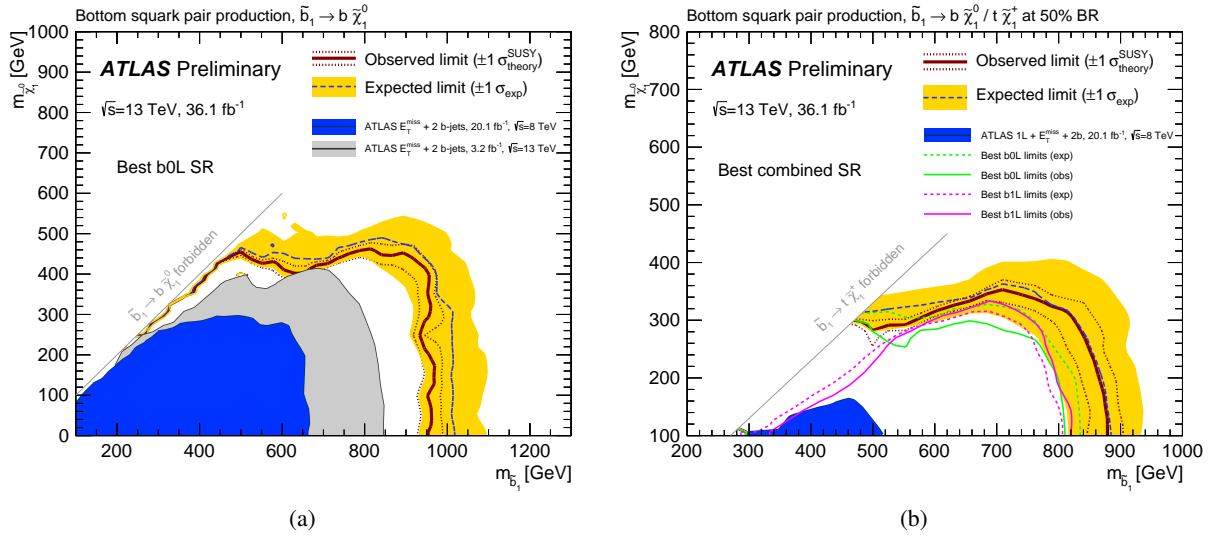 Bottom squark pair production, b̃₁ → b χ̃₁⁰
m_χ̃₁⁰ [GeV]
1000
900
800
700
600
500
400
300
200
100
0
ATLAS Preliminary
√s=13 TeV, 36.1 fb⁻¹
Best b0L SR
Observed limit (±1 σ_theory^SUSY)
Expected limit (±1 σ_exp)
ATLAS E_T^miss + 2 b-jets, 20.1 fb⁻¹, √s=8 TeV
ATLAS E_T^miss + 2 b-jets, 3.2 fb⁻¹, √s=13 TeV
b̃₁ → b χ̃₁⁰ forbidden
200 400 600 800 1000 1200
m_b̃₁ [GeV]
(a)
Bottom squark pair production, b̃₁ → b χ̃₁⁰ / t χ̃₁⁺ at 50% BR
m_χ̃₁⁰ [GeV]
800
700
600
500
400
300
200
100
ATLAS Preliminary
√s=13 TeV, 36.1 fb⁻¹
Best combined SR
Observed limit (±1 σ_theory^SUSY)
Expected limit (±1 σ_exp)
ATLAS 1L + E_T^miss + 2b, 20.1 fb⁻¹, √s=8 TeV
Best b0L limits (exp)
Best b0L limits (obs)
Best b1L limits (exp)
Best b1L limits (obs)
b̃₁ → t χ̃₁⁺ forbidden
200 300 400 500 600 700 800 900 1000
m_b̃₁ [GeV]
(b)